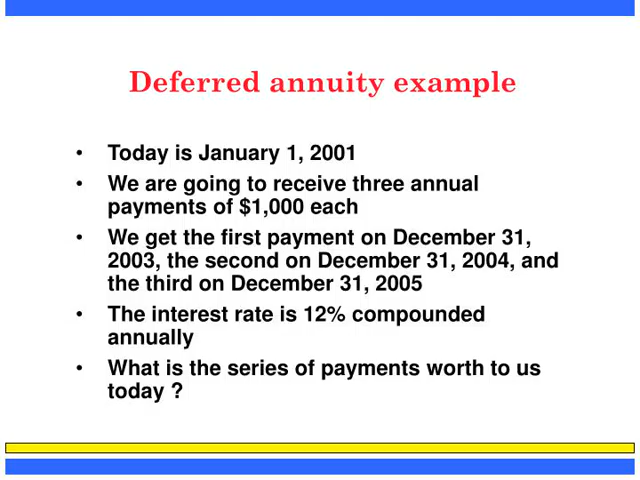 Deferred annuity example
• Today is January 1, 2001
• We are going to receive three annual
payments of $1,000 each
• We get the first payment on December 31,
2003, the second on December 31, 2004, and
the third on December 31, 2005
• The interest rate is 12% compounded
annually
• What is the series of payments worth to us
today ?